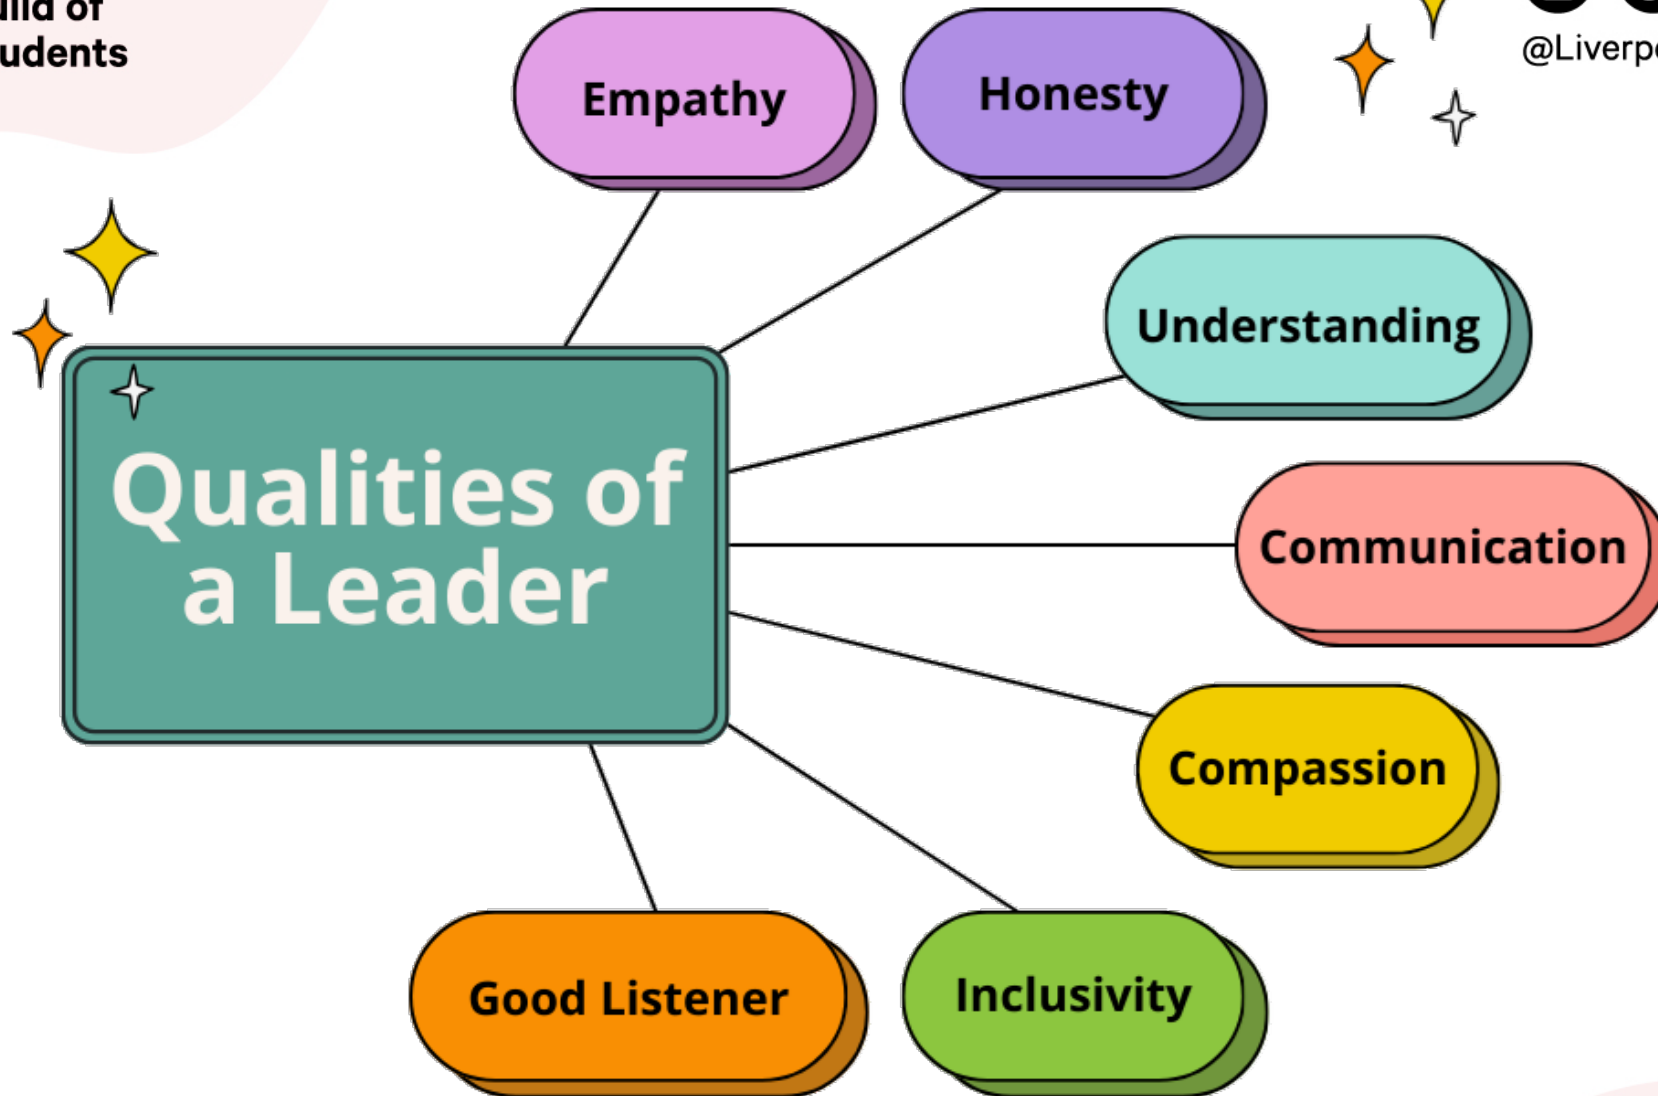 udents
@Liverp
Empathy
Honesty
Understanding
Qualities of
a Leader
Communication
Compassion
Good Listener
Inclusivity